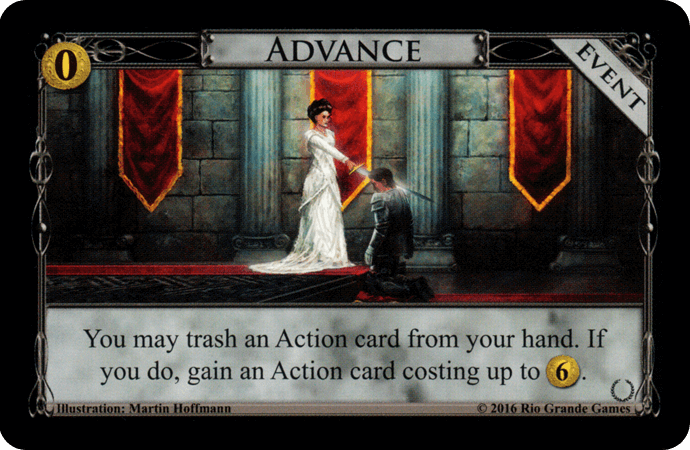 0
ADVANCE
EVENT
You may trash an Action card from your hand. If
you do, gain an Action card costing up to 6.
Illustration: Martin Hoffmann
© 2016 Rio Grande Games